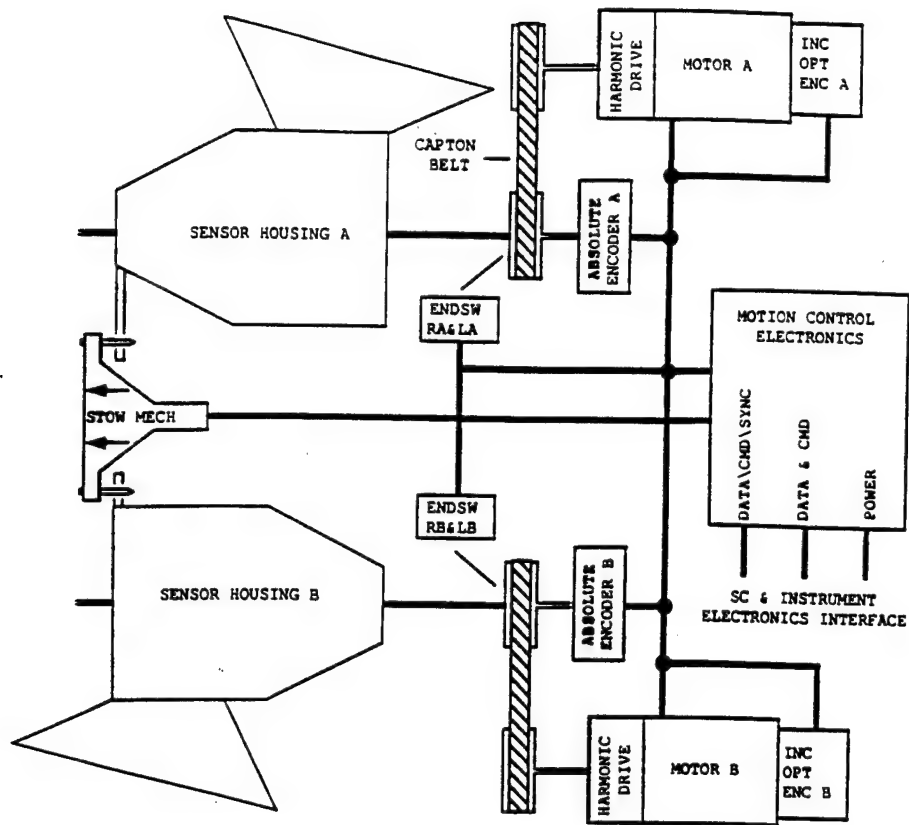 HARMONIC
DRIVE
MOTOR A
INC
OPT
ENC A
CAPTON
BELT
SENSOR HOUSING A
ABSOLUTE
ENCODER A
ENDSW
RA&LA
MOTION CONTROL
ELECTRONICS
STOW MECH
DATA\CMD\SYNC
DATA & CMD
POWER
ENDSW
RB&LB
SENSOR HOUSING B
ABSOLUTE
ENCODER B
SC & INSTRUMENT
ELECTRONICS INTERFACE
HARMONIC
DRIVE
MOTOR B
INC
OPT
ENC B